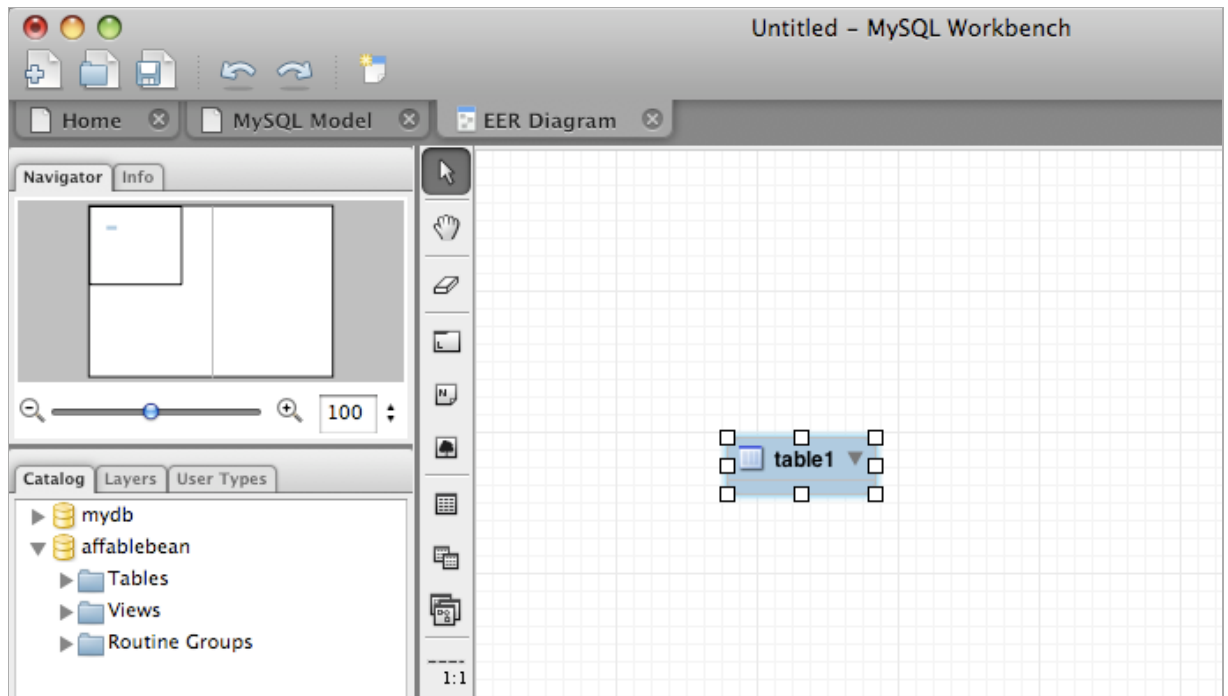 Untitled – MySQL Workbench
Home
MySQL Model
EER Diagram
Navigator
Info
100
Catalog
Layers
User Types
mydb
affablebean
Tables
Views
Routine Groups
L
N
1:1
table1